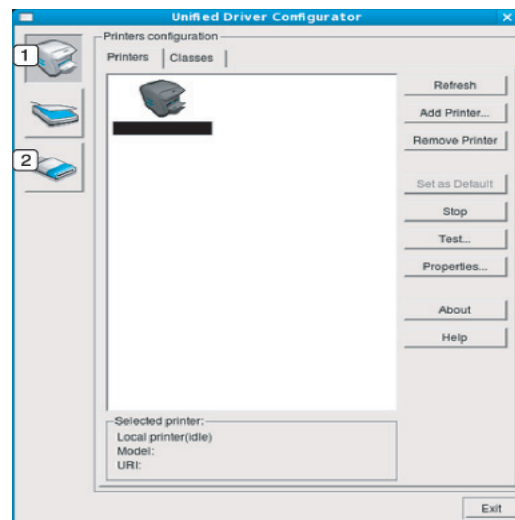 Unified Driver Configurator
Printers configuration
1
Printers
Classes
Refresh
Add Printer...
Remove Printer
2
Set as Default
Stop
Test...
Properties...
About
Help
Selected printer:
Local printer(idle)
Model:
URI:
Exit